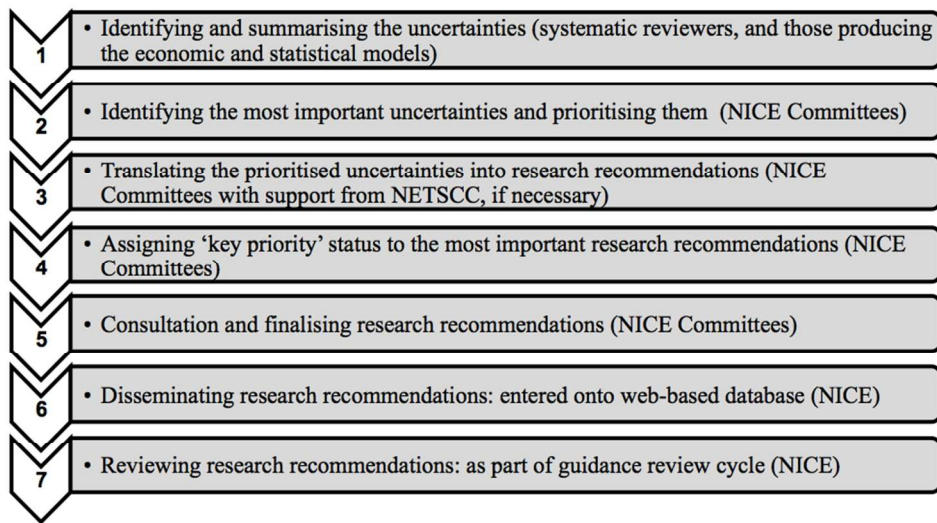 1
• Identifying and summarising the uncertainties (systematic reviewers, and those producing
the economic and statistical models)
2
• Identifying the most important uncertainties and prioritising them (NICE Committees)
3
• Translating the prioritised uncertainties into research recommendations (NICE
Committees with support from NETSCC, if necessary)
4
• Assigning ‘key priority’ status to the most important research recommendations (NICE
Committees)
5
• Consultation and finalising research recommendations (NICE Committees)
6
• Disseminating research recommendations: entered onto web-based database (NICE)
7
• Reviewing research recommendations: as part of guidance review cycle (NICE)